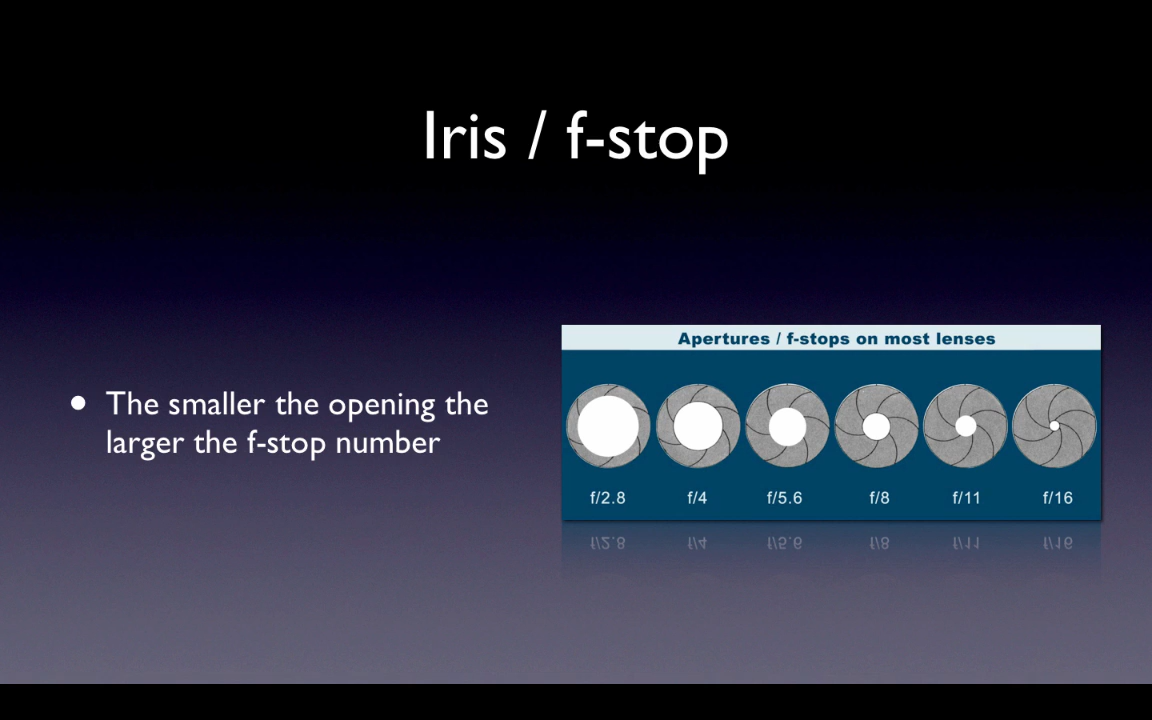 Iris / f-stop
• The smaller the opening the
larger the f-stop number
Apertures / f-stops on most lenses
f/2.8 f/4 f/5.6 f/8 f/11 f/16